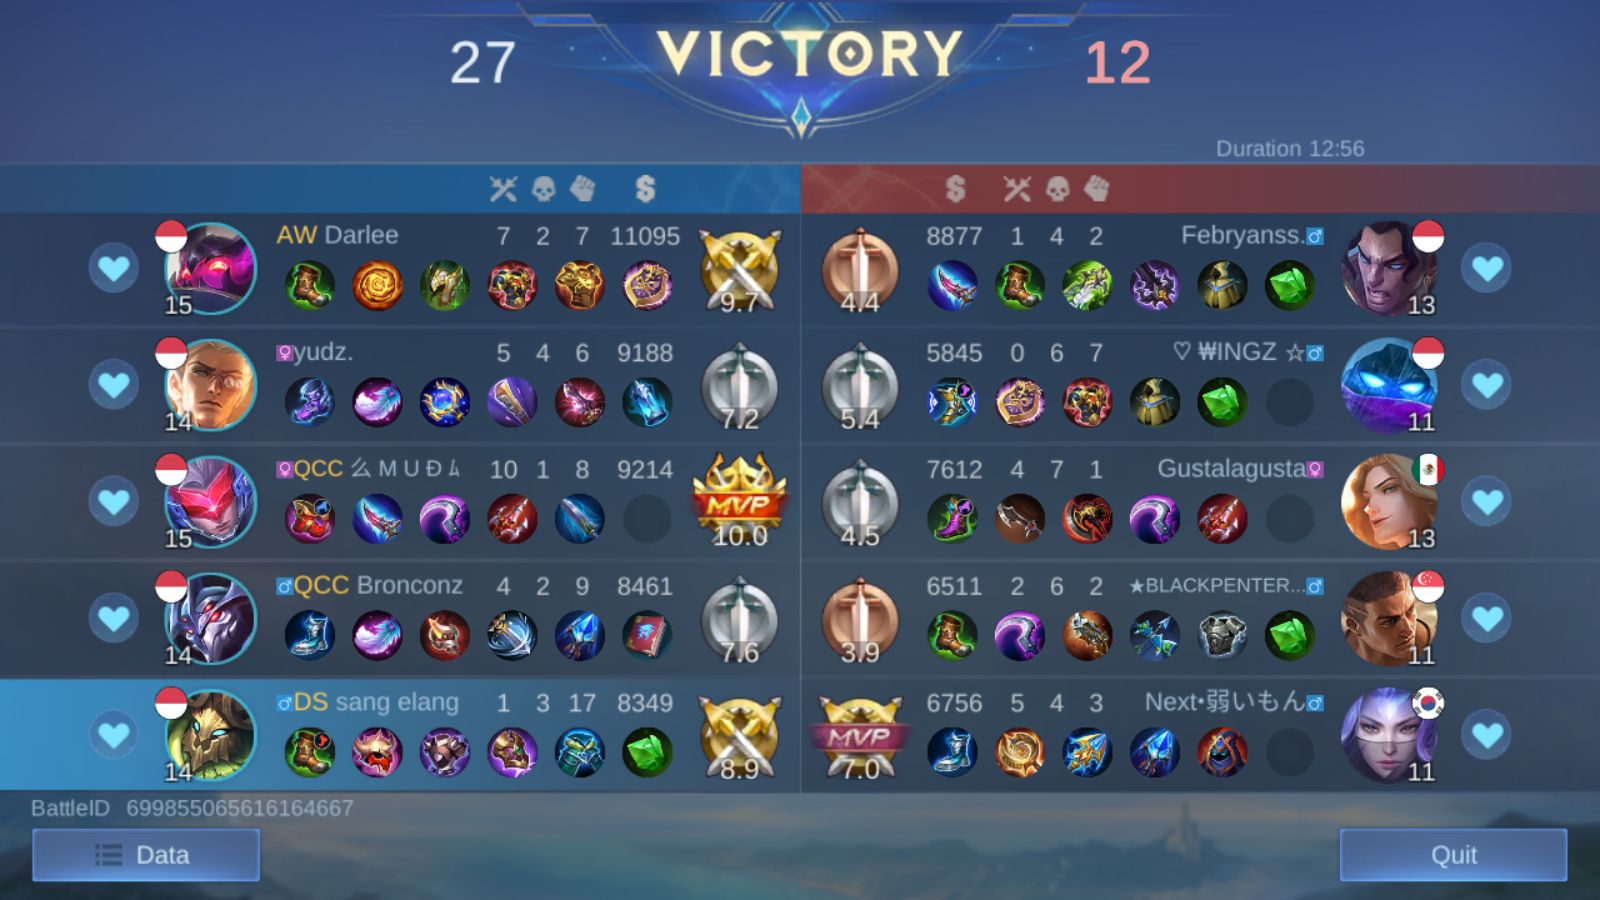 27 VICTORY 12
Duration 12:56
AW Darlee 7 2 7 11095
15 9.7
8877 1 4 2 Febryanss.
4.4 13
yudz. 5 4 6 9188
14 7.2
5845 0 6 7 ♡ ₩INGZ ☆
5.4 11
QCC 么 M U Ð ﾑ 10 1 8 9214
MVP
15 10.0
7612 4 7 1 Gustalagusta
4.5 13
QCC Bronconz 4 2 9 8461
14 7.6
6511 2 6 2 ★BLACKPENTER...
3.9 11
DS sang elang 1 3 17 8349
14 8.9
6756 5 4 3 Next•弱いもん
MVP
7.0 11
BattleID 699855065616164667
Data
Quit